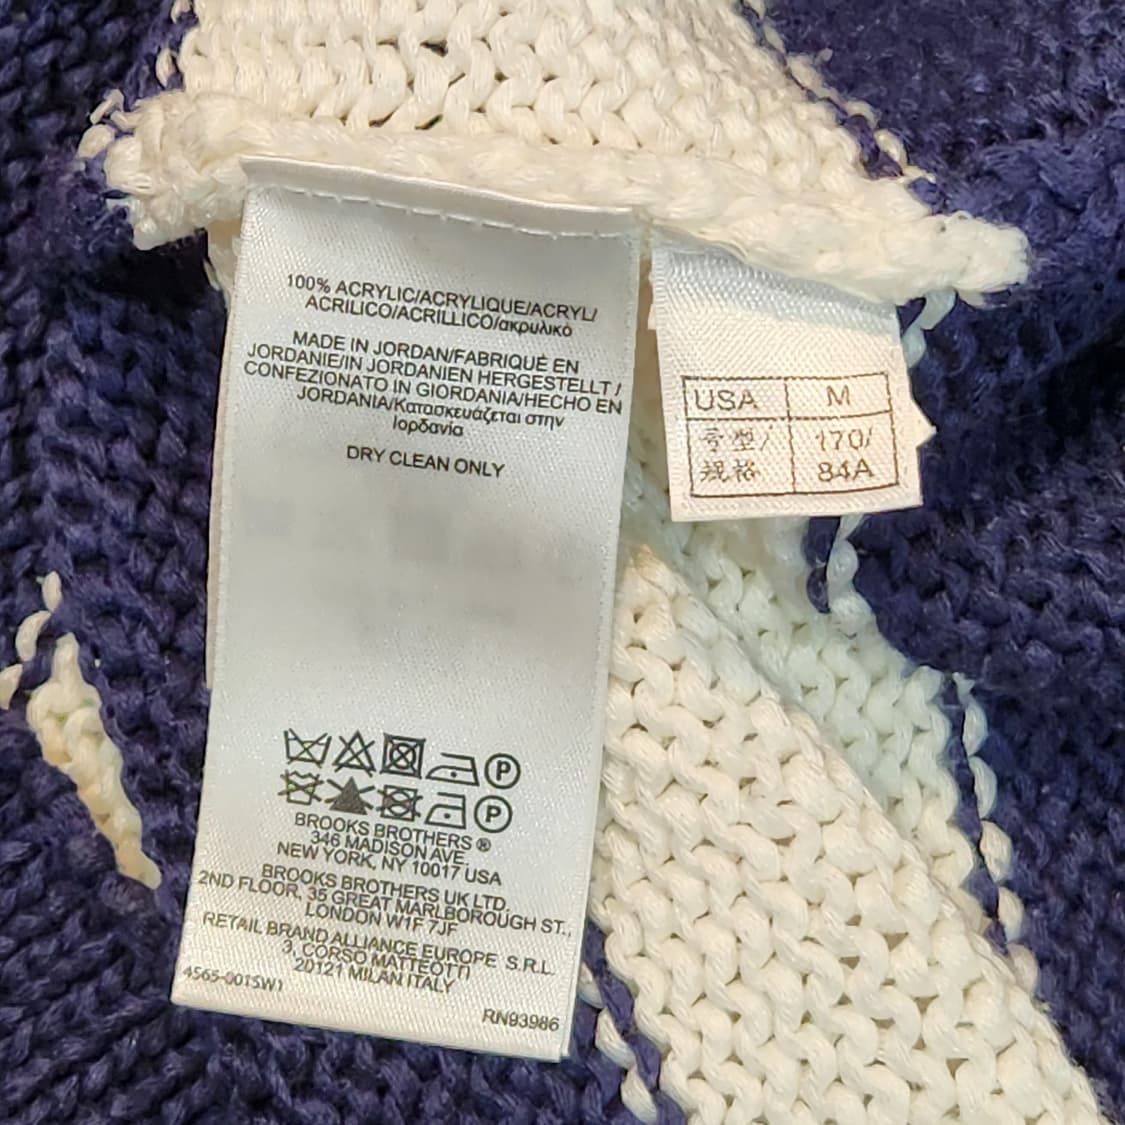 100% ACRYLIC/ACRYLIQUE/ACRYL/
ACRILICO/ACRILLICO/ακρυλικό
MADE IN JORDAN/FABRIQUÉ EN
JORDANIE/IN JORDANIEN HERGESTELLT /
CONFEZIONATO IN GIORDANIA/HECHO EN
JORDANIA/Κατασκευάζεται στην
Ιορδανία
DRY CLEAN ONLY
P
P
BROOKS BROTHERS ®
346 MADISON AVE.
NEW YORK, NY 10017 USA
BROOKS BROTHERS UK LTD.
2ND FLOOR, 35 GREAT MARLBOROUGH ST.,
LONDON W1F 7JF
RETAIL BRAND ALLIANCE EUROPE S.R.L.
3, CORSO MATTEOTTI
20121 MILAN ITALY
4565-001SW1
RN93986
USA M
号型/ 170/
规格 84A